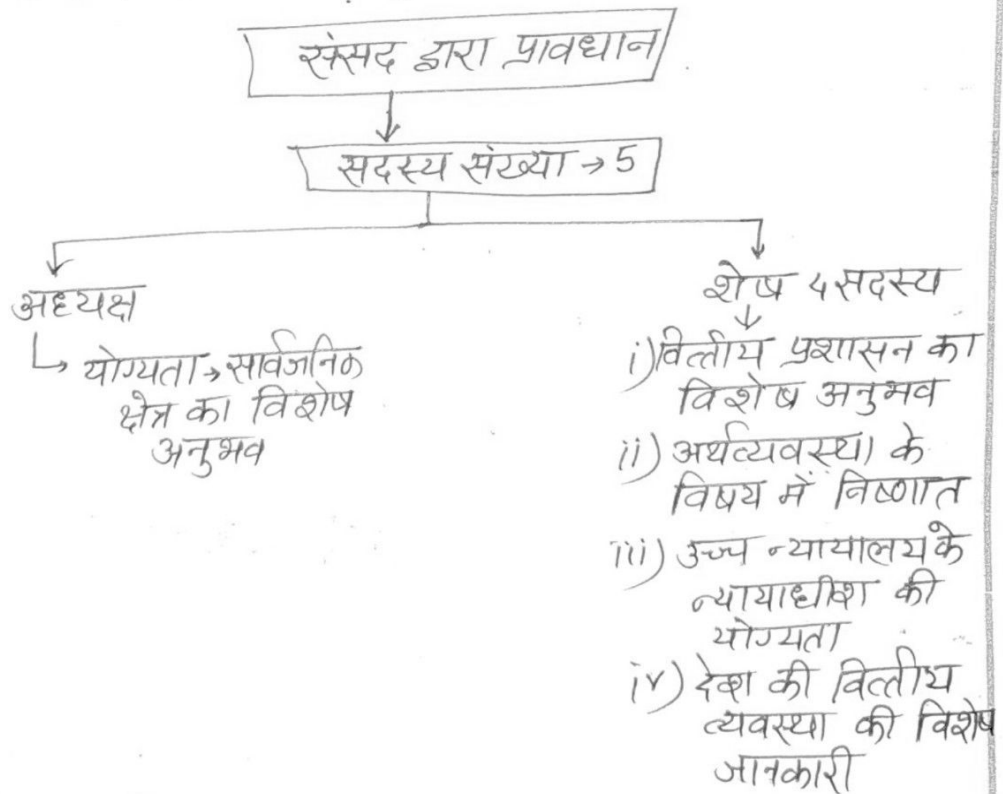 संसद द्वारा प्रावधान
सदस्य संख्या → 5
अध्यक्ष
योग्यता → सार्वजनिक
क्षेत्र का विशेष
अनुभव
शेष 4 सदस्य
i) वित्तीय प्रशासन का
विशेष अनुभव
ii) अर्थव्यवस्था के
विषय में निष्णात
iii) उच्च न्यायालय के
न्यायाधीश की
योग्यता
iv) देश की वित्तीय
व्यवस्था की विशेष
जानकारी